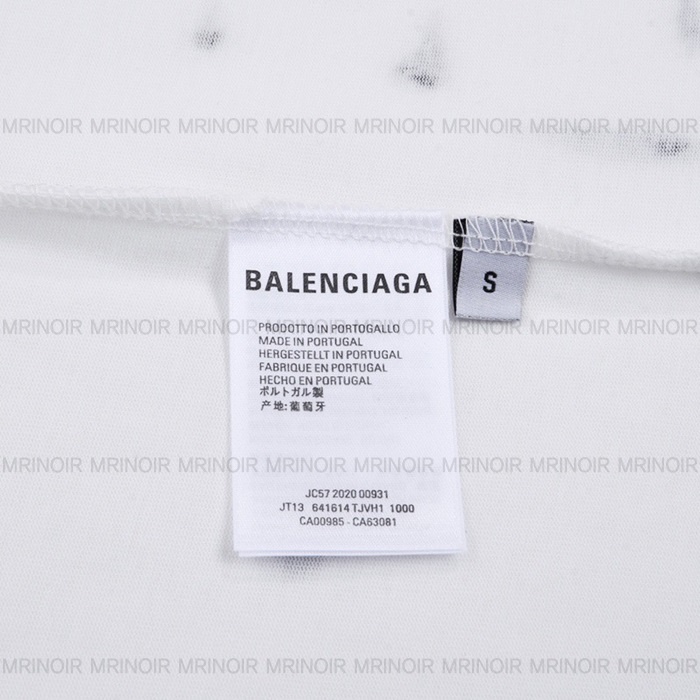 MRINOIR MRINOIR MRINOIR MRINOIR MRINOIR MRINOIR MRINOIR MRINOIR
BALENCIAGA
S
PRODOTTO IN PORTOGALLO
MRINOIR MRINOIR MRINOIR MRINOIR MRINOIR MRINOIR MRINOIR MRINOIR
MADE IN PORTUGAL
HERGESTELLT IN PORTUGAL
FABRIQUE EN PORTUGAL
HECHO EN PORTUGAL
ポルトガル製
产地:葡萄牙
MRINOIR MRINOIR MRINOIR MRINOIR MRINOIR MRINOIR MRINOIR MRINOIR
JC57 2020 00931
JT13 641614 TJVH1 1000
CA00985 - CA63081
MRINOIR MRINOIR MRINOIR MRINOIR MRINOIR MRINOIR MRINOIR MRINOIR